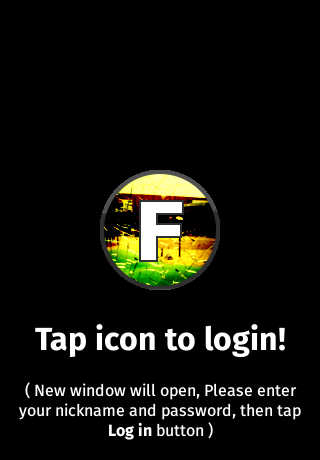 F
Tap icon to login!
( New window will open, Please enter
your nickname and password, then tap
Log in button )